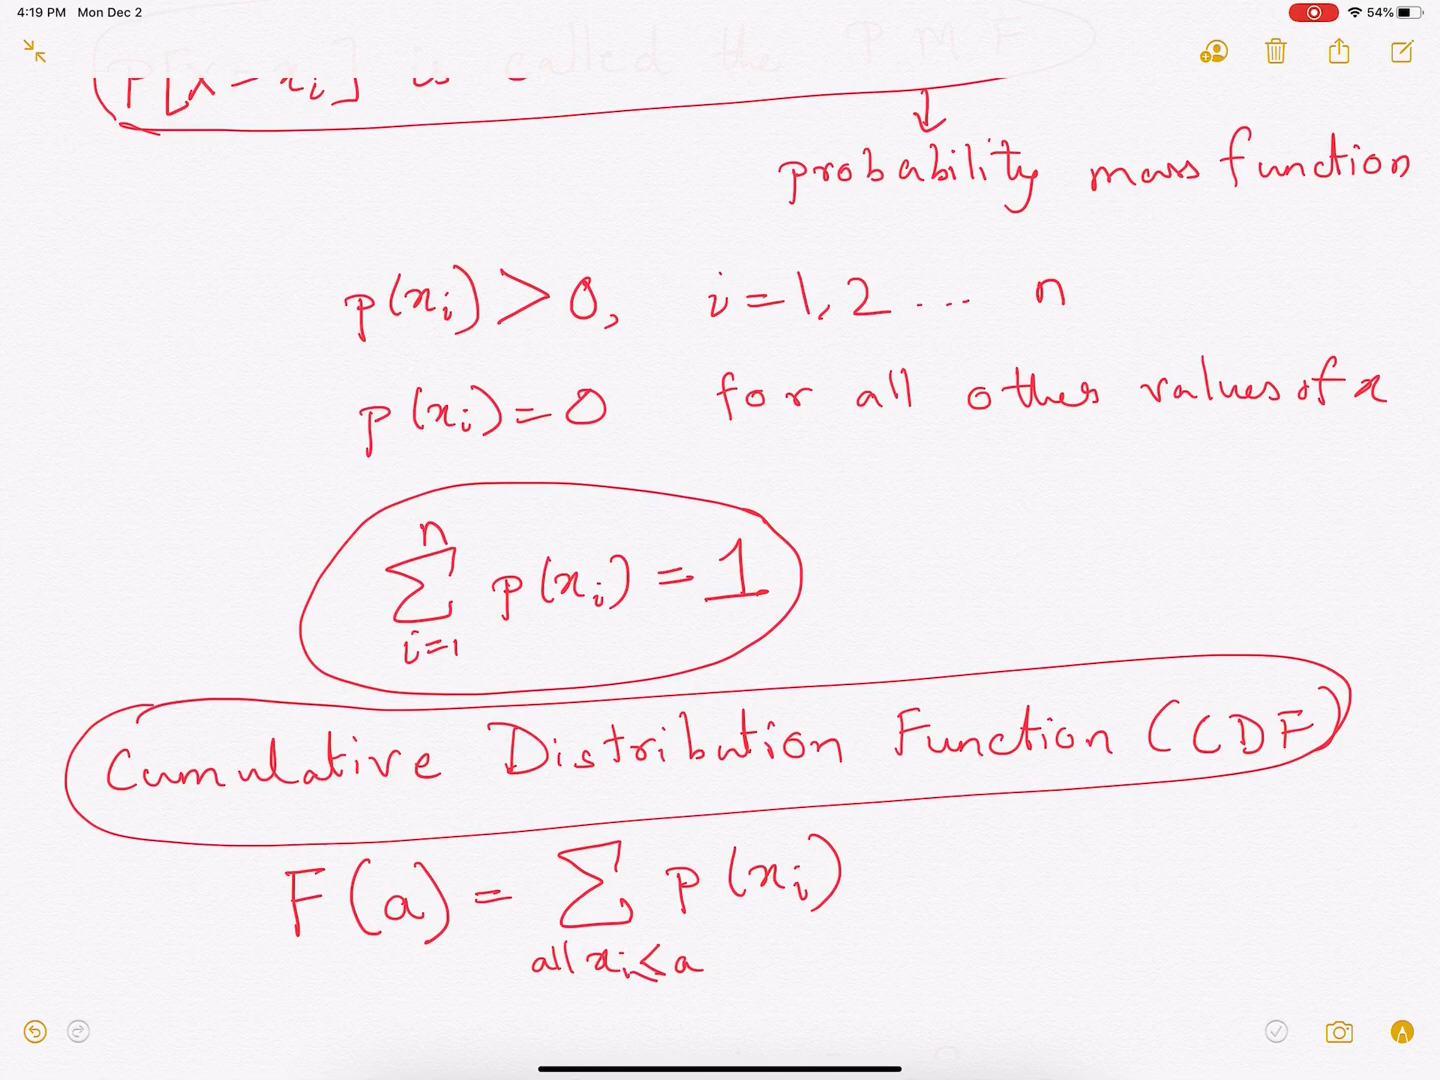 4:19 PM Mon Dec 2
54%
P[X = xi] is called the PMF
probability mass function
p(xi) > 0, i = 1, 2 ... n
p(xi) = 0 for all other values of x
n
∑ p(xi) = 1
i=1
Cumulative Distribution Function (CDF)
F(a) = ∑ p(xi)
all xi ≤ a